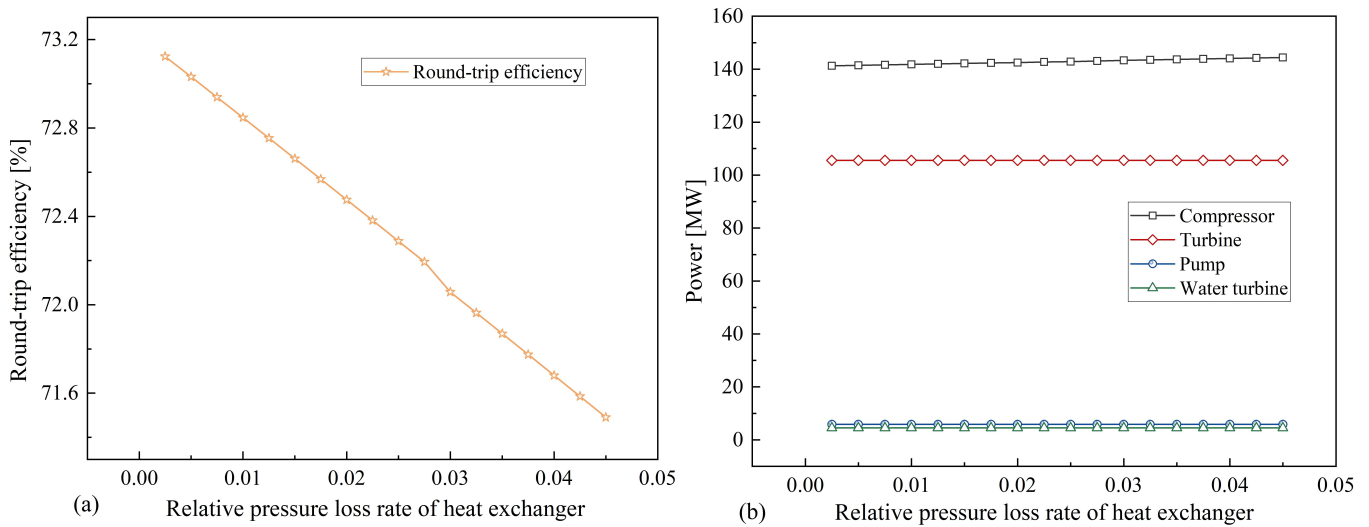 73.2
72.8
72.4
72.0
71.6
Round-trip efficiency [%]
Round-trip efficiency
0.00 0.01 0.02 0.03 0.04 0.05
(a) Relative pressure loss rate of heat exchanger
160
140
120
100
80
60
40
20
0
Power [MW]
Compressor
Turbine
Pump
Water turbine
0.00 0.01 0.02 0.03 0.04 0.05
(b) Relative pressure loss rate of heat exchanger